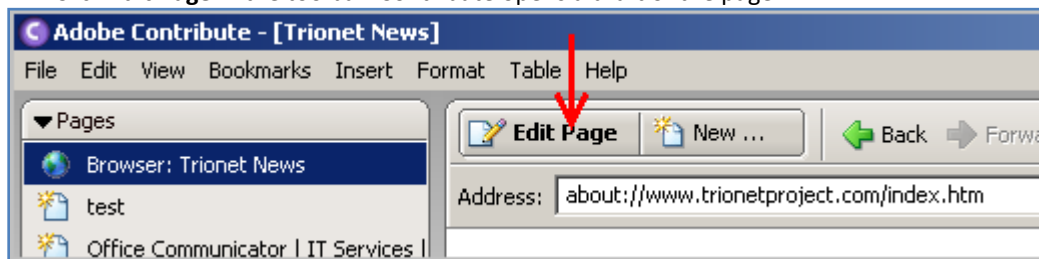 Adobe Contribute - [Trionet News]
File Edit View Bookmarks Insert Format Table Help
Pages
Edit Page New ... Back Forwa
Browser: Trionet News
Address: about://www.trionetproject.com/index.htm
test
Office Communicator | IT Services |